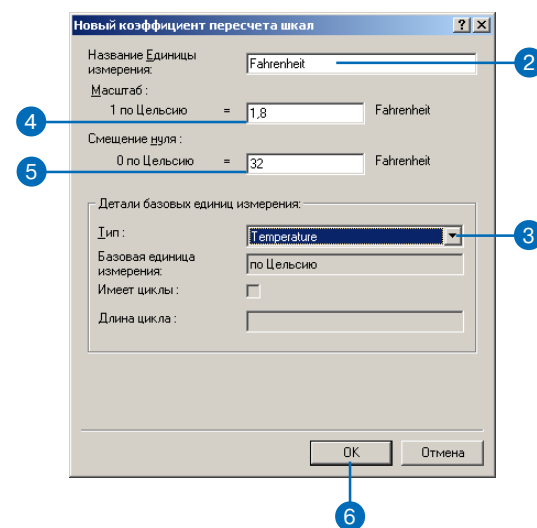 Новый коэффициент пересчета шкал
Название Единицы измерения:
Fahrenheit
2
Масштаб :
4
1 по Цельсию = 1,8 Fahrenheit
Смещение нуля :
5
0 по Цельсию = 32 Fahrenheit
Детали базовых единиц измерения:
Тип : Temperature
3
Базовая единица измерения:
по Цельсию
Имеет циклы :
Длина цикла :
OK Отмена
6